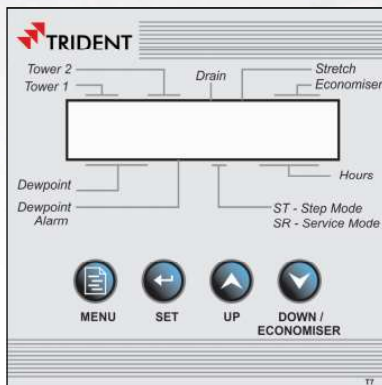 TRIDENT
Tower 2
Tower 1
Drain
Stretch
Economiser
Dewpoint
Dewpoint
Alarm
Hours
ST - Step Mode
SR - Service Mode
MENU
SET
UP
DOWN /
ECONOMISER
T7